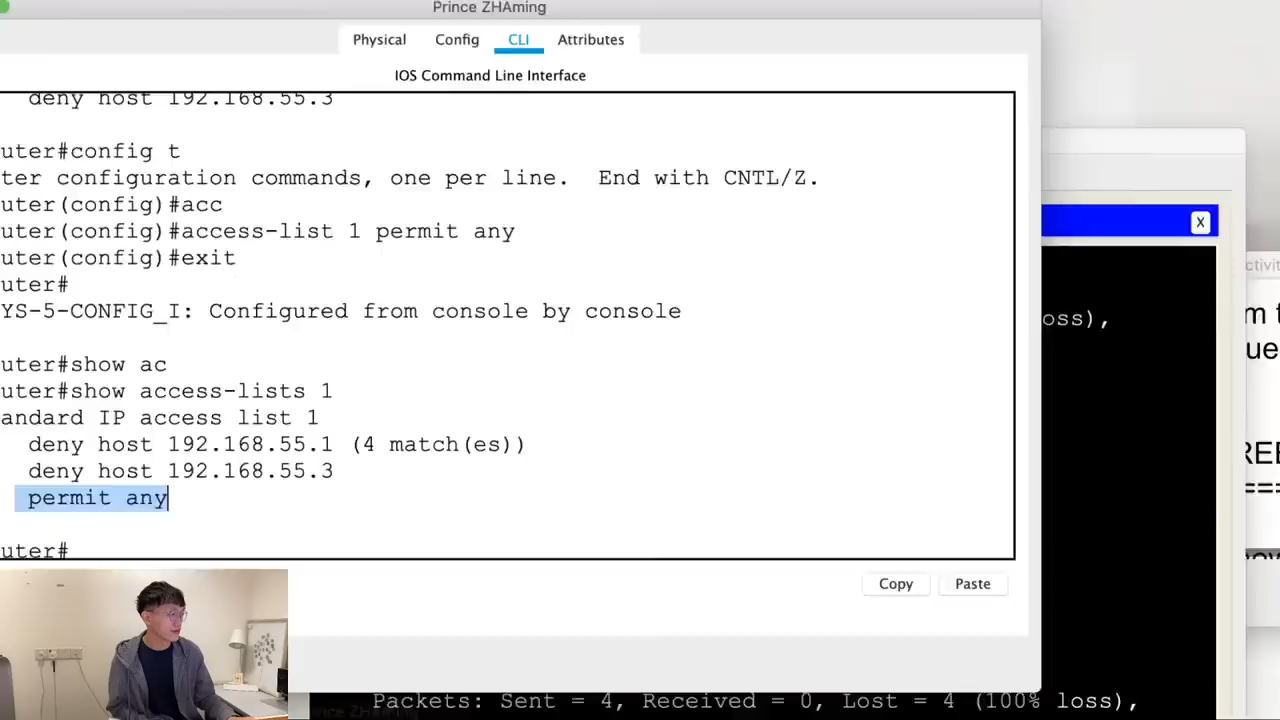 Prince ZHAming
Physical Config CLI Attributes
IOS Command Line Interface
deny host 192.168.55.3
uter#config t
ter configuration commands, one per line. End with CNTL/Z.
uter(config)#acc
uter(config)#access-list 1 permit any
uter(config)#exit
uter#
YS-5-CONFIG_I: Configured from console by console
uter#show ac
uter#show access-lists 1
andard IP access list 1
deny host 192.168.55.1 (4 match(es))
deny host 192.168.55.3
permit any
uter#
Copy Paste
X
oss),
ctivit
m t
ue
REE
===
Packets: Sent = 4, Received = 0, Lost = 4 (100% loss),